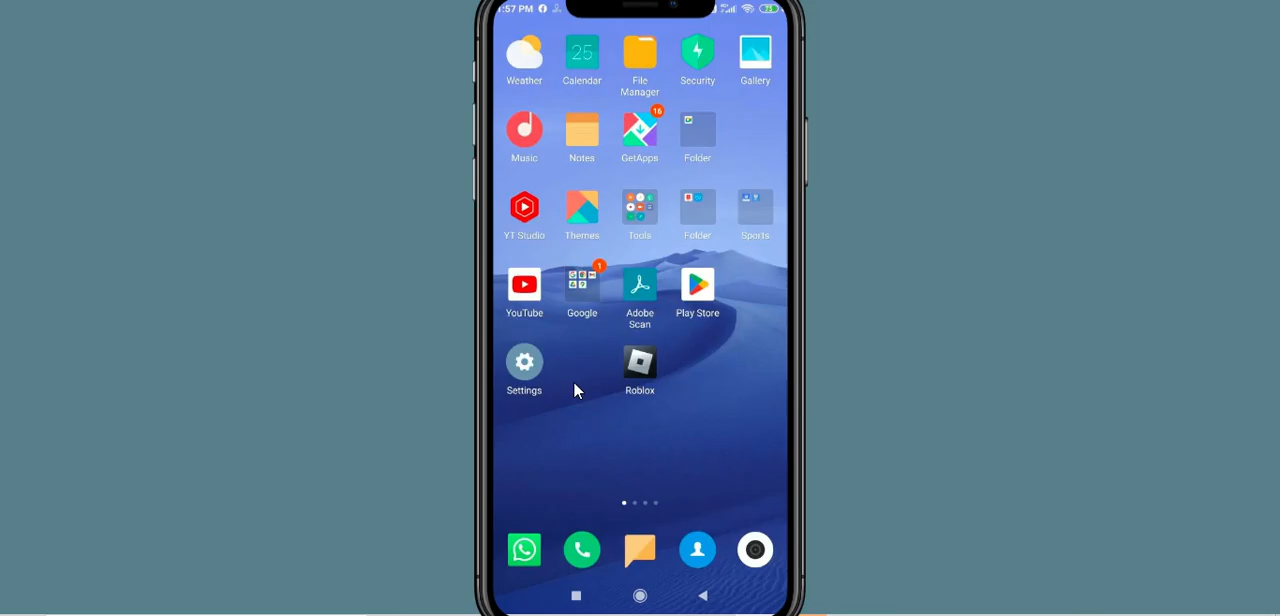 :57 PM
73
Weather
Calendar
File
Manager
Security
Gallery
25
16
Music
Notes
GetApps
Folder
YT Studio
Themes
Tools
Folder
Sports
1
YouTube
Google
Adobe
Scan
Play Store
Settings
Roblox